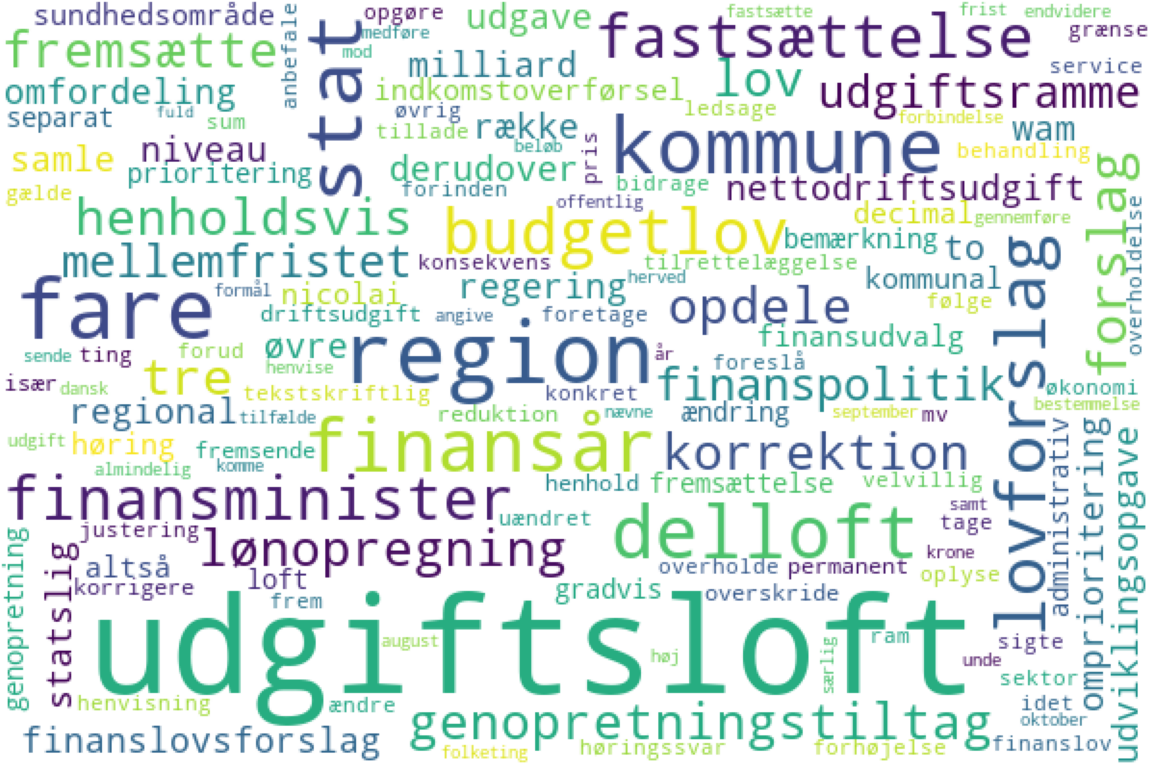 sundhedsområde
opgøre
udgave
fastsætte
frist
endvidere
fremsætte
anbefale
stat
medføre
mod
fastsættelse
grænse
omfordeling
milliard
lov
service
indkomstoverførsel
udgiftsramme
separat
fuld
sum
øvrig
ledsage
forbindelse
tillade
række
kommune
wam
samle
niveau
beløb
pris
behandling
prioritering
derudover
forinden
bidrage
nettodriftsudgift
forslag
gælde
offentlig
henholdsvis
budgetlov
decimal
gennemføre
overholdelse
bemærkning
to
mellemfristet
konsekvens
tilrettelæggelse
lovforslag
fare
formål
nicolai
regering
herved
kommunal
opdele
følge
driftsudgift
angive
foretage
finansudvalg
sende
ting
forud
øvre
region
år
foreslå
især
dansk
tre
henvise
tekstskriftlig
konkret
finanspolitik
økonomi
bestemmelse
regional
tilfælde
reduktion
nævne
ændring
september
mv
udgift
høring
fremsende
finansår
korrektion
administrativ
omprioritering
udviklingsopgave
almindelig
komme
finansminister
henhold
fremsættelse
velvillig
samt
uændret
delloft
tage
genopretning
statslig
justering
lønopregning
krone
altså
loft
overholde
permanent
oplyse
korrigere
frem
gradvis
overskride
udgiftsloft
august
høj
særlig
ram
sigte
unde
sektor
henvisning
ændre
genopretningstiltag
idet
oktober
finanslovsforslag
folketing
høringssvar
forhøjelse
finanslov